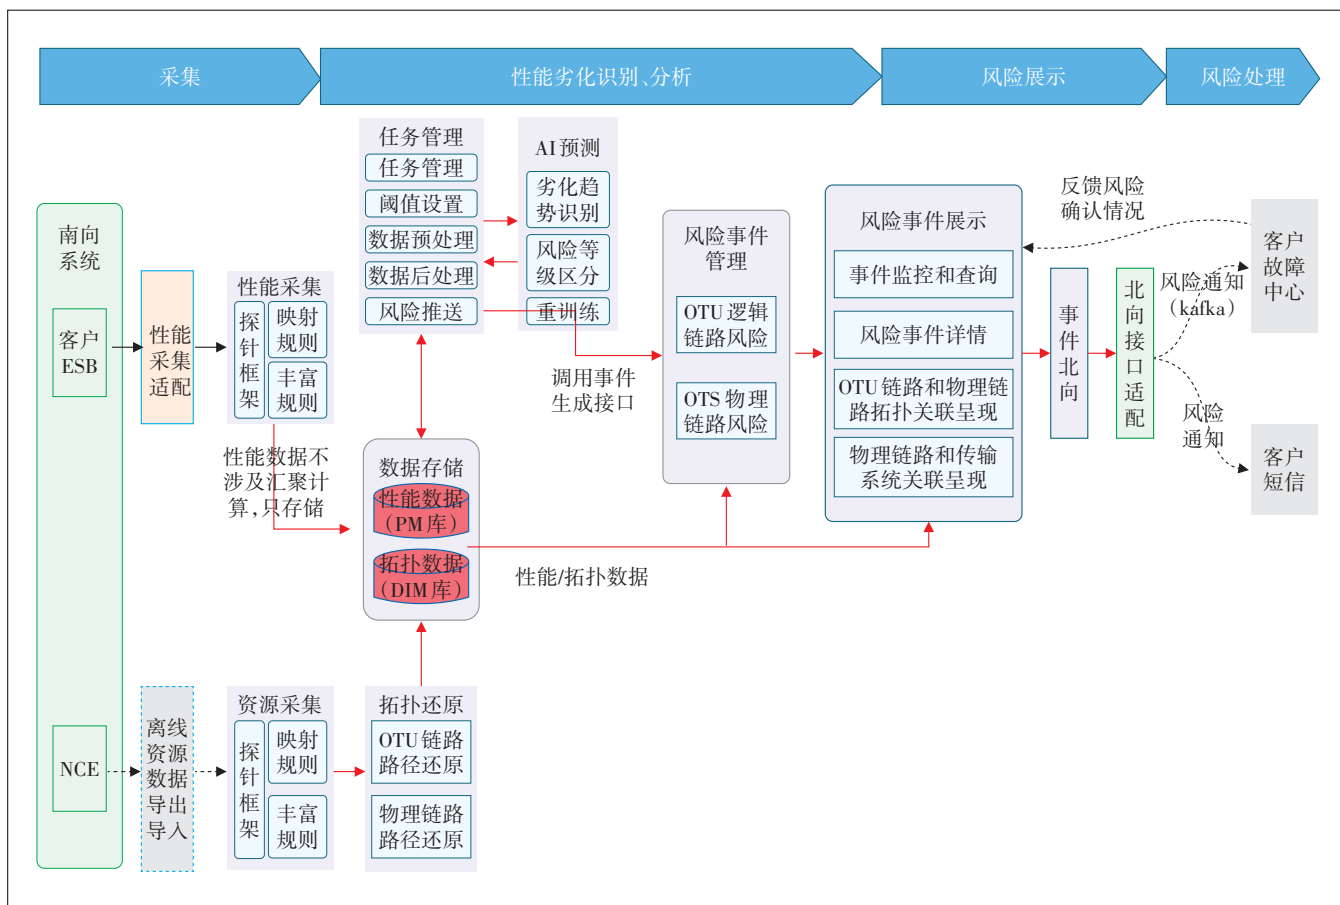 采集
性能劣化识别、分析
风险展示
风险处理
南向
系统
客户
ESB
NCE
性能
采集
适配
离线
资源
数据
导出
导入
性能采集
探
针
框
架
映射
规则
丰富
规则
性能数据不
涉及汇聚计
算，只存储
资源采集
探
针
框
架
映射
规则
丰富
规则
任务管理
任务管理
阈值设置
数据预处理
数据后处理
风险推送
AI预测
劣化趋
势识别
风险等
级区分
重训练
调用事件
生成接口
数据存储
性能数据
（PM库）
拓扑数据
（DIM库）
性能/拓扑数据
拓扑还原
OTU链路
路径还原
物理链路
路径还原
风险事件
管理
OTU逻辑
链路风险
OTS物理
链路风险
风险事件展示
事件监控和查询
风险事件详情
OTU链路和物理链
路拓扑关联呈现
物理链路和传输
系统关联呈现
事
件
北
向
北
向
接
口
适
配
反馈风险
确认情况
风险通知
（kafka）
风险
通知
客户
故障
中心
客户
短信